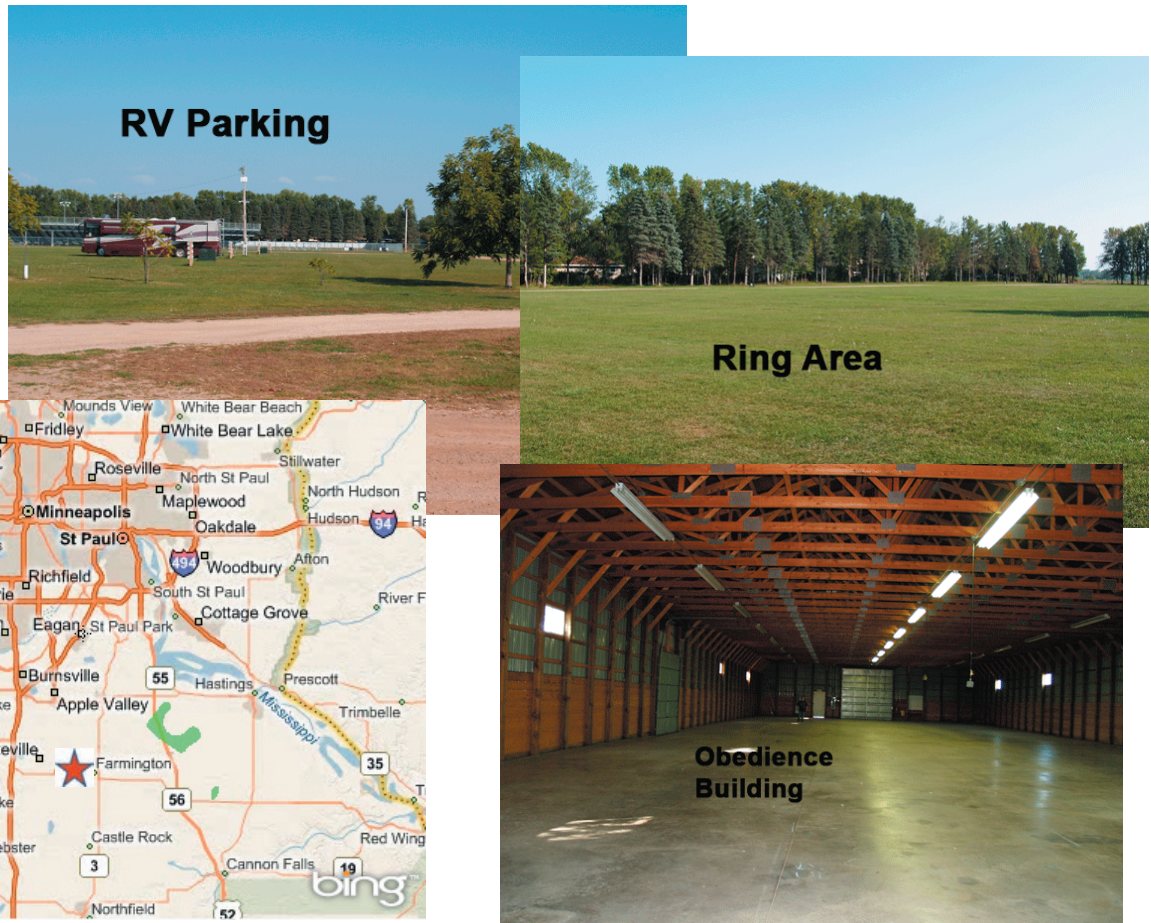 RV Parking
Ring Area
Mounds View
White Bear Beach
Fridley
White Bear Lake
Stillwater
Roseville
North St Paul
North Hudson
Maplewood
Minneapolis
Oakdale
Hudson
94
St Paul
494
Woodbury
Afton
Richfield
South St Paul
River F
Cottage Grove
Eagan
St Paul Park
Burnsville
55
Hastings
Prescott
Apple Valley
Mississippi
Trimbelle
eville
Farmington
35
56
Castle Rock
Red Wing
ebster
3
Cannon Falls
19
bing
Northfield
52
Obedience
Building